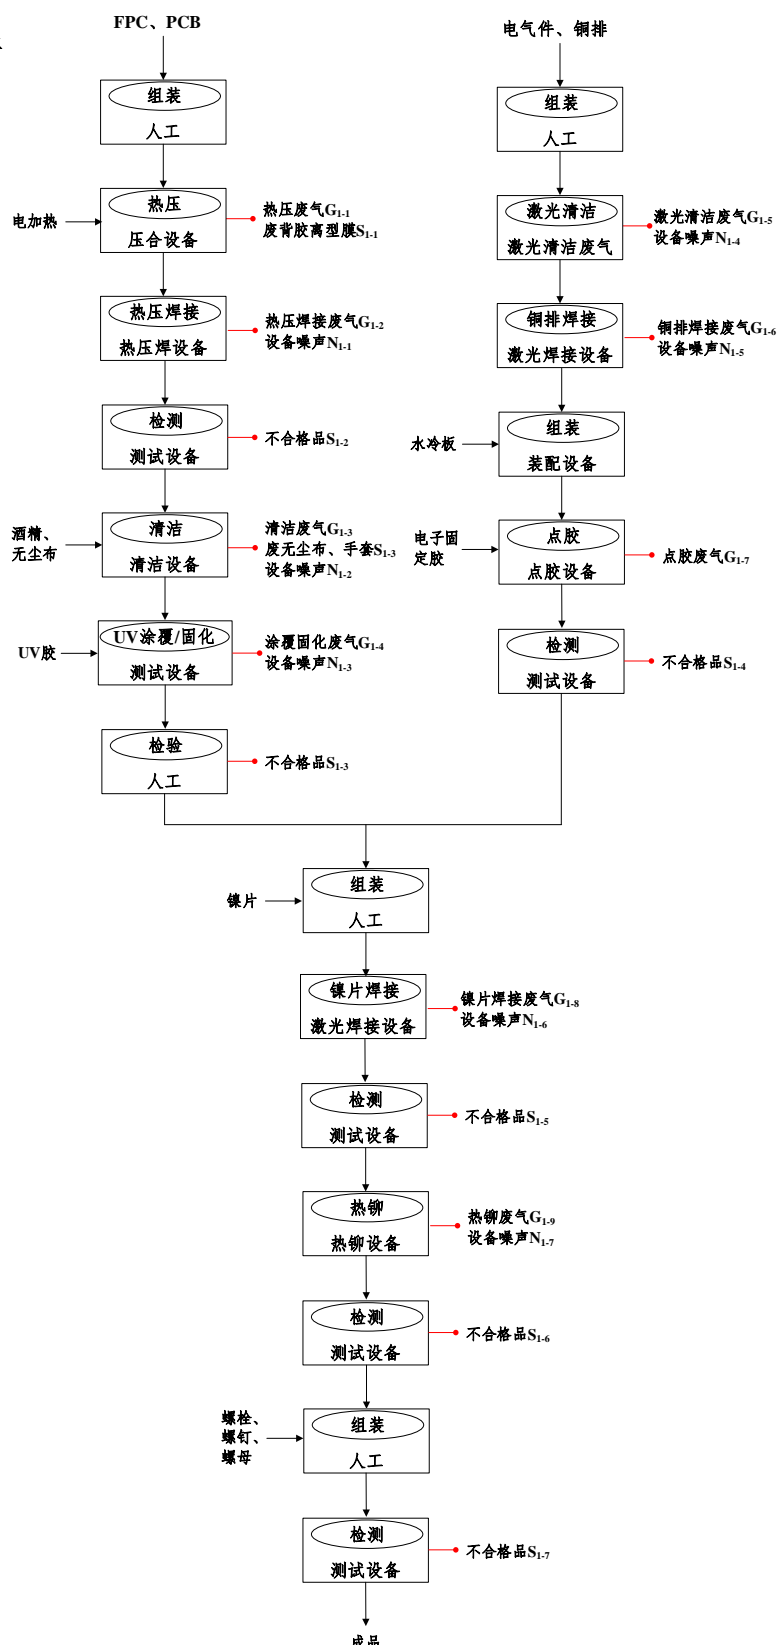 FPC、PCB
组装
人工
电加热
热压
压合设备
热压废气G1-1
废背胶离型膜S1-1
热压焊接
热压焊设备
热压焊接废气G1-2
设备噪声N1-1
检测
测试设备
不合格品S1-2
酒精、
无尘布
清洁
清洁设备
清洁废气G1-3
废无尘布、手套S1-3
设备噪声N1-2
UV胶
UV涂覆/固化
测试设备
涂覆固化废气G1-4
设备噪声N1-3
检验
人工
不合格品S1-3
电气件、铜排
组装
人工
激光清洁
激光清洁废气
激光清洁废气G1-5
设备噪声N1-4
铜排焊接
激光焊接设备
铜排焊接废气G1-6
设备噪声N1-5
水冷板
组装
装配设备
电子固
定胶
点胶
点胶设备
点胶废气G1-7
检测
测试设备
不合格品S1-4
镍片
组装
人工
镍片焊接
激光焊接设备
镍片焊接废气G1-8
设备噪声N1-6
检测
测试设备
不合格品S1-5
热铆
热铆设备
热铆废气G1-9
设备噪声N1-7
检测
测试设备
不合格品S1-6
螺栓、
螺钉、
螺母
组装
人工
检测
测试设备
不合格品S1-7
成品